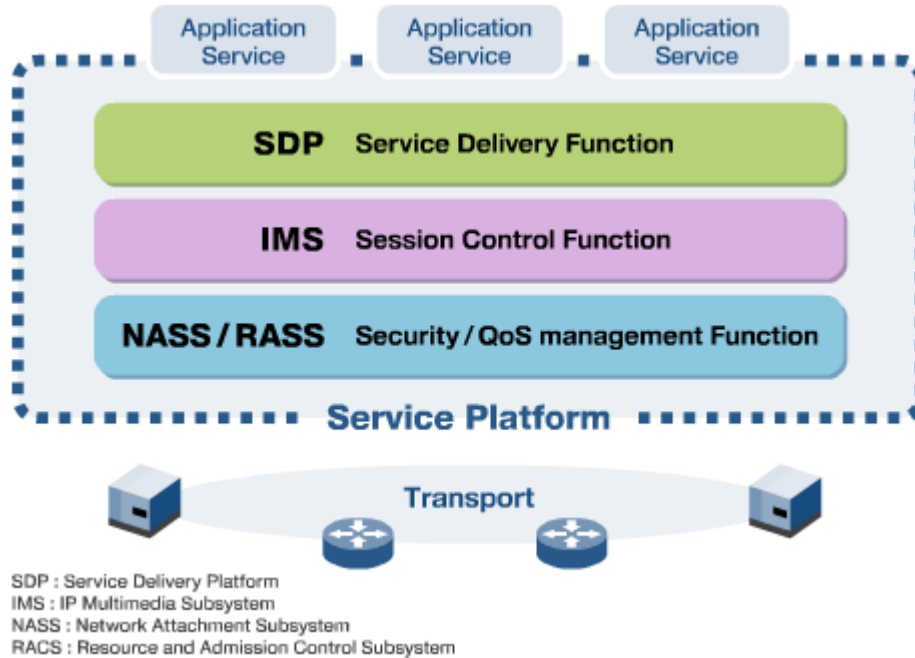 Application
Service
Application
Service
Application
Service
SDP Service Delivery Function
IMS Session Control Function
NASS / RASS Security / QoS management Function
Service Platform
Transport
SDP : Service Delivery Platform
IMS : IP Multimedia Subsystem
NASS : Network Attachment Subsystem
RACS : Resource and Admission Control Subsystem